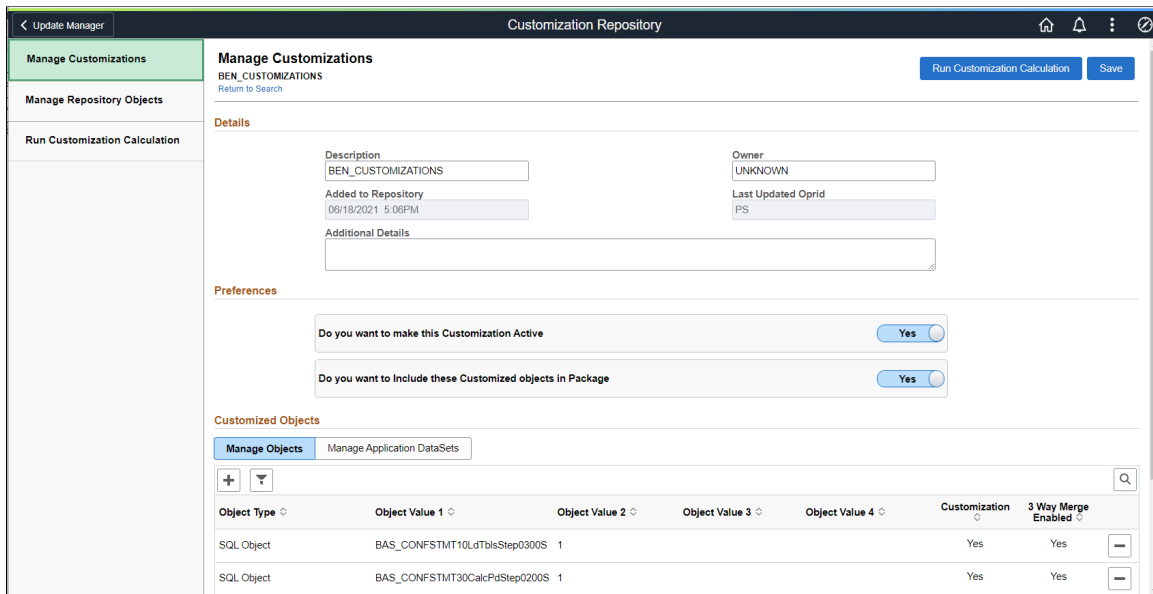 Update Manager
Customization Repository
Manage Customizations
Manage Repository Objects
Run Customization Calculation
Manage Customizations
BEN_CUSTOMIZATIONS
Return to Search
Run Customization Calculation
Save
Details
Description
BEN_CUSTOMIZATIONS
Owner
UNKNOWN
Added to Repository
06/18/2021 5:06PM
Last Updated Oprid
PS
Additional Details
Preferences
Do you want to make this Customization Active
Yes
Do you want to Include these Customized objects in Package
Yes
Customized Objects
Manage Objects
Manage Application DataSets
Object Type
Object Value 1
Object Value 2
Object Value 3
Object Value 4
Customization
3 Way Merge
Enabled
SQL Object BAS_CONFSTMT10LdTblsStep0300S 1 Yes Yes
SQL Object BAS_CONFSTMT30CalcPdStep0200S 1 Yes Yes